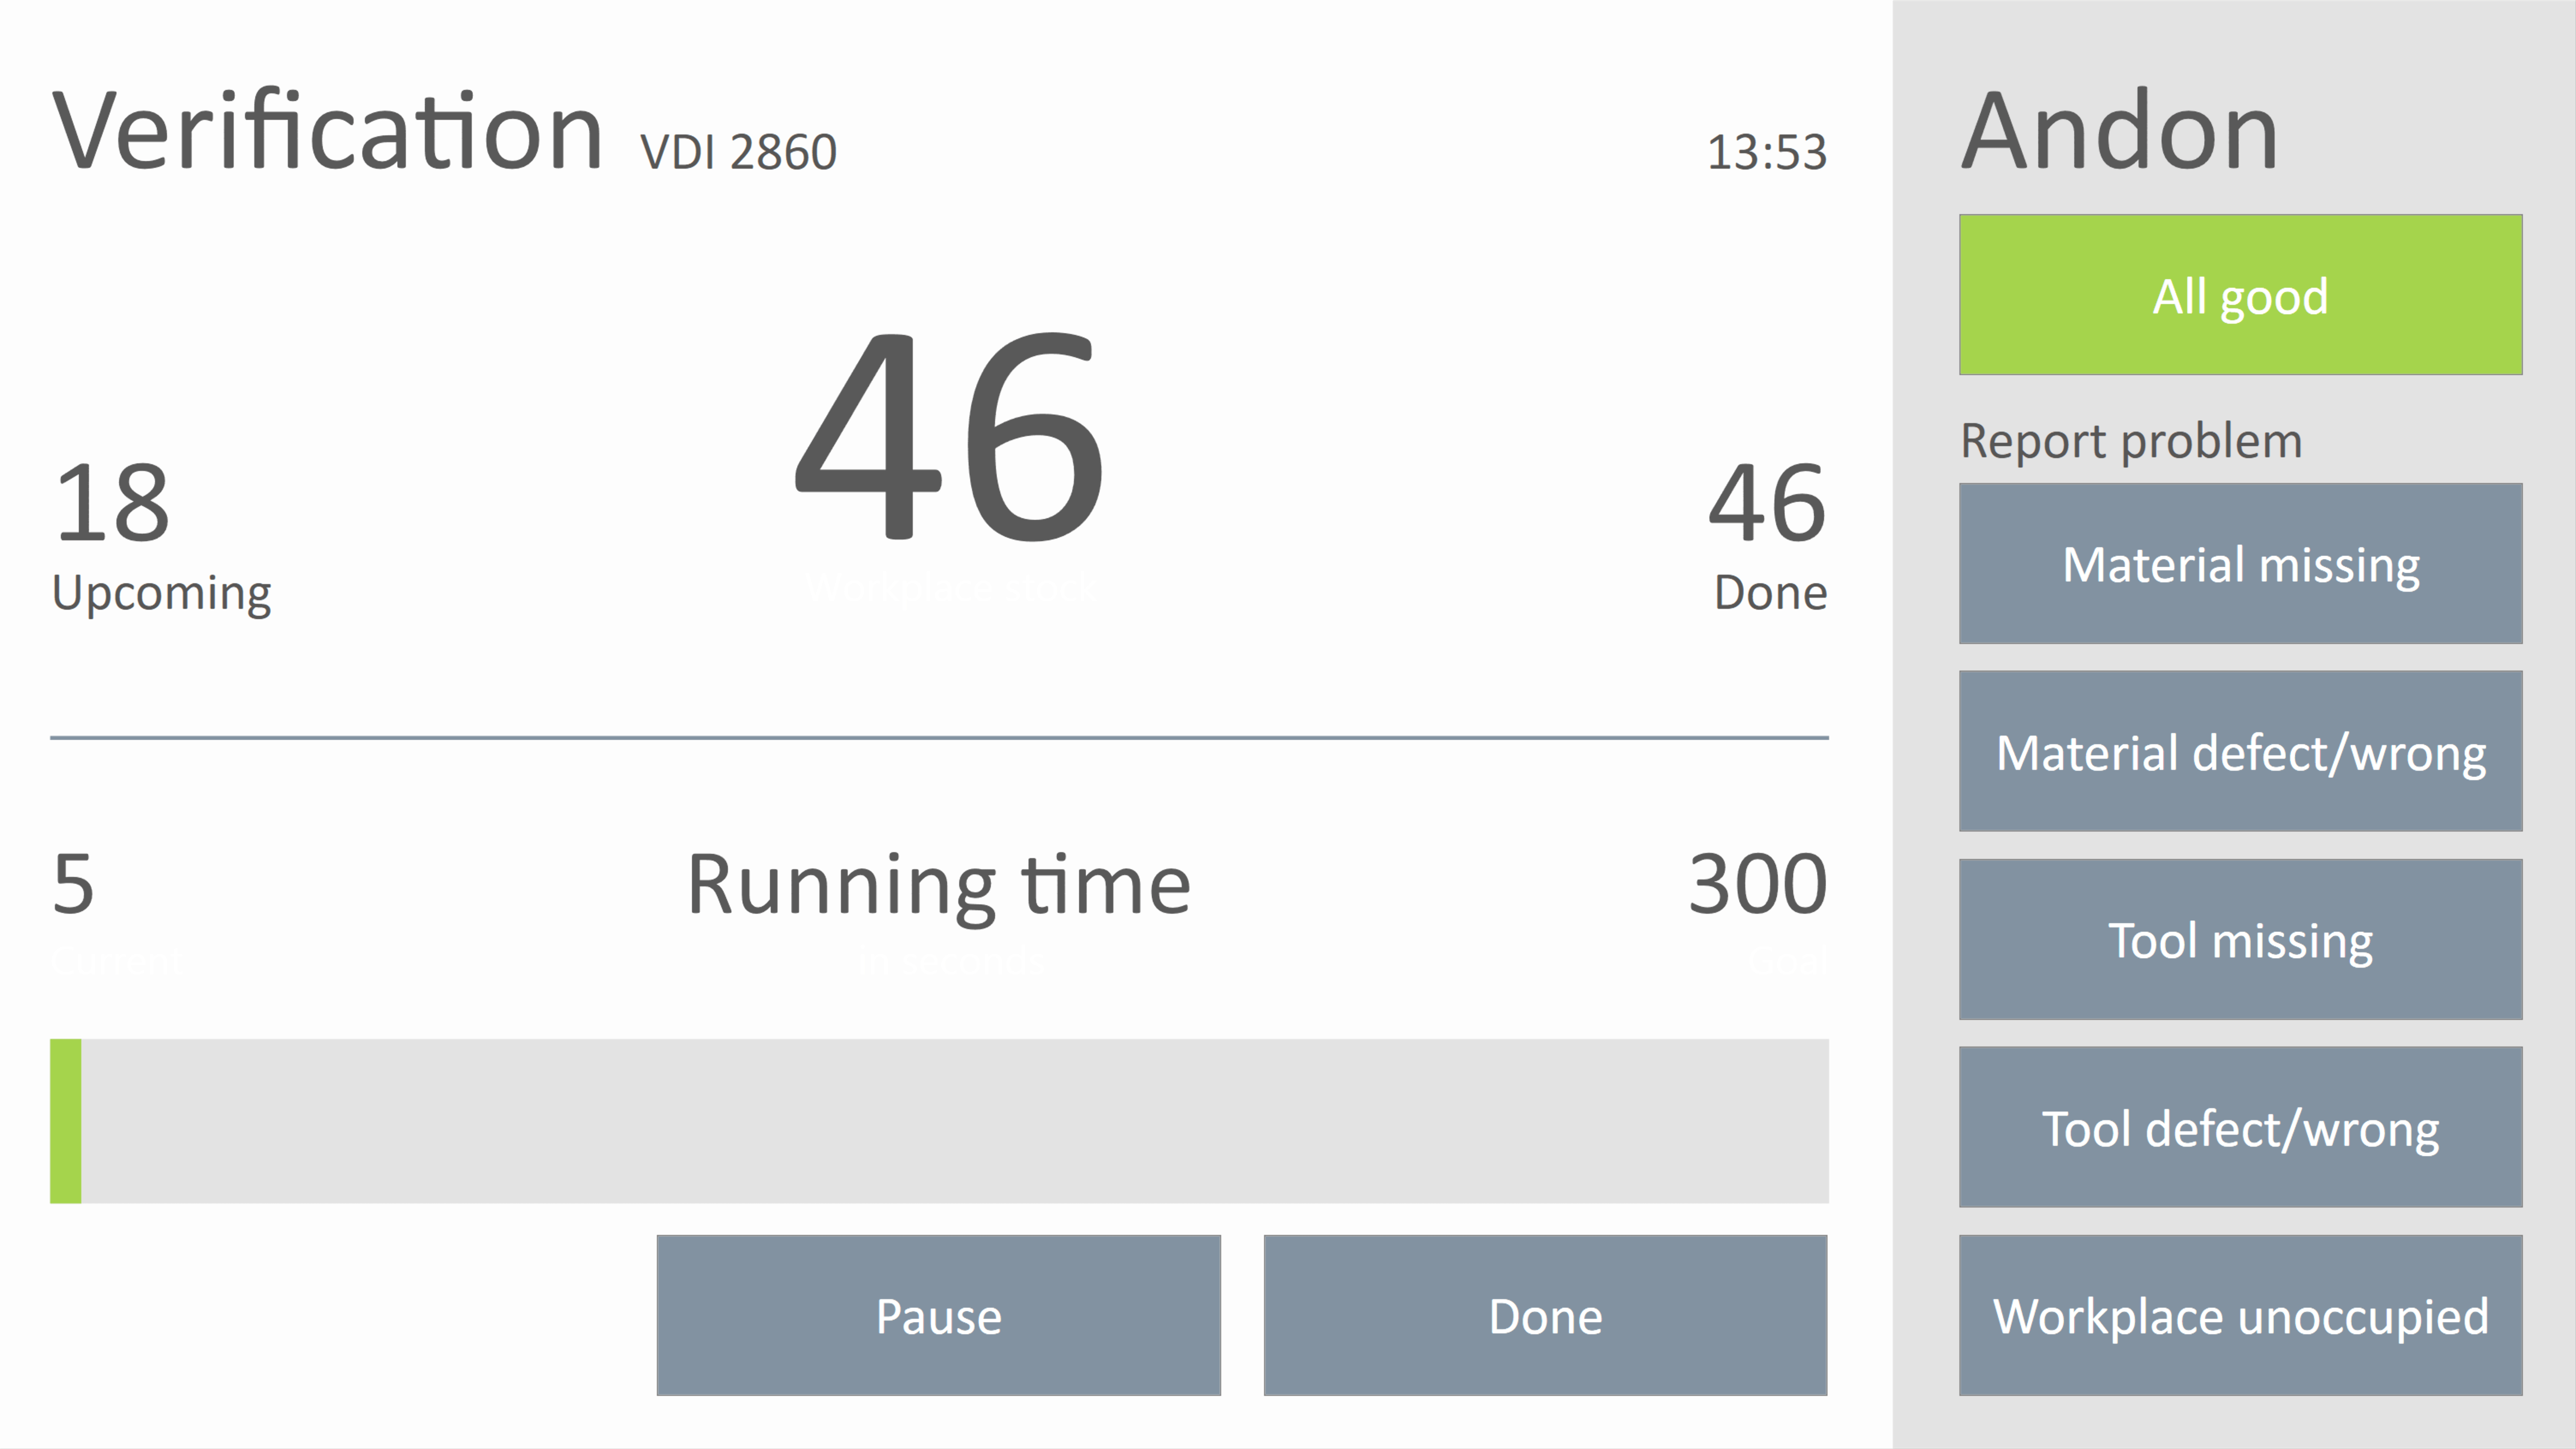 Verification VDI 2860 13:53
18
Upcoming
46
Workplace stock
46
Done
5
Current
Running time
In seconds
300
Goal
Pause
Done
Andon
All good
Report problem
Material missing
Material defect/wrong
Tool missing
Tool defect/wrong
Workplace unoccupied